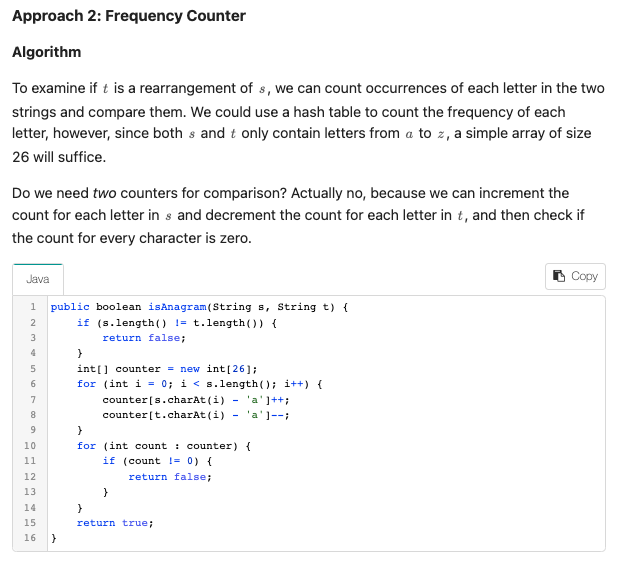 Approach 2: Frequency Counter
Algorithm
To examine if t is a rearrangement of s, we can count occurrences of each letter in the two
strings and compare them. We could use a hash table to count the frequency of each
letter, however, since both s and t only contain letters from a to z, a simple array of size
26 will suffice.
Do we need two counters for comparison? Actually no, because we can increment the
count for each letter in s and decrement the count for each letter in t, and then check if
the count for every character is zero.
Java
Copy
1 public boolean isAnagram(String s, String t) {
2     if (s.length() != t.length()) {
3         return false;
4     }
5     int[] counter = new int[26];
6     for (int i = 0; i < s.length(); i++) {
7         counter[s.charAt(i) - 'a']++;
8         counter[t.charAt(i) - 'a']--;
9     }
10     for (int count : counter) {
11         if (count != 0) {
12             return false;
13         }
14     }
15     return true;
16 }